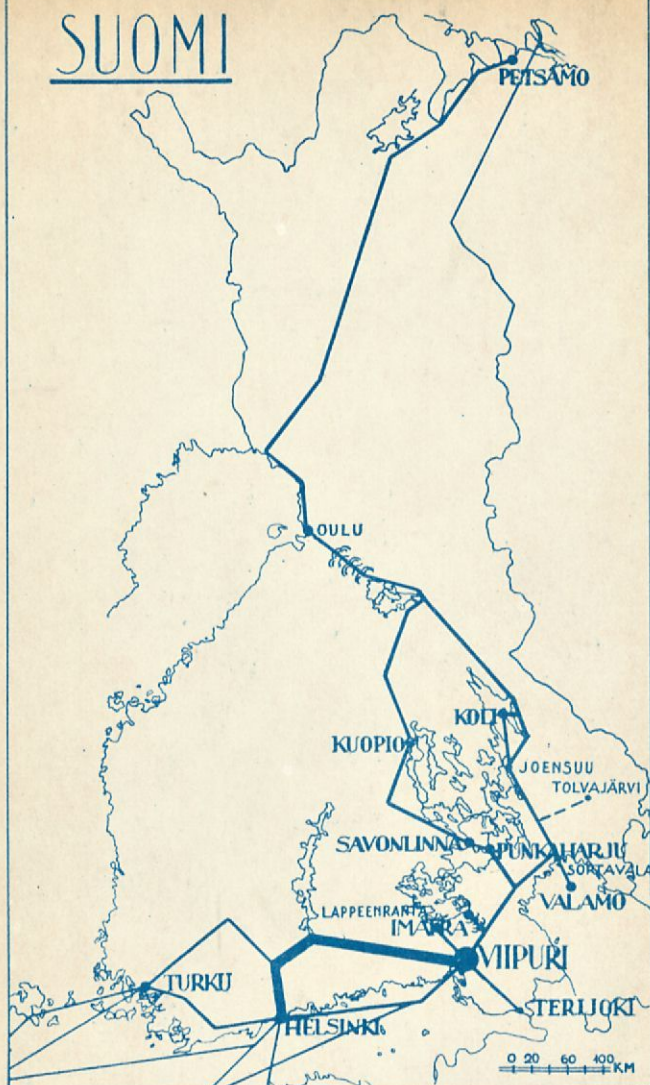 SUOMI
PETSAMO
OULU
KOLI
KUOPIO
JOENSUU
TOLVAJÄRVI
SAVONLINNA
PUNKAHARJU
SORTAVALA
VALAMO
LAPPEENRANTA
IMATRA
VIIPURI
TURKU
TERIJOKI
HELSINKI
0 20 60 100 KM